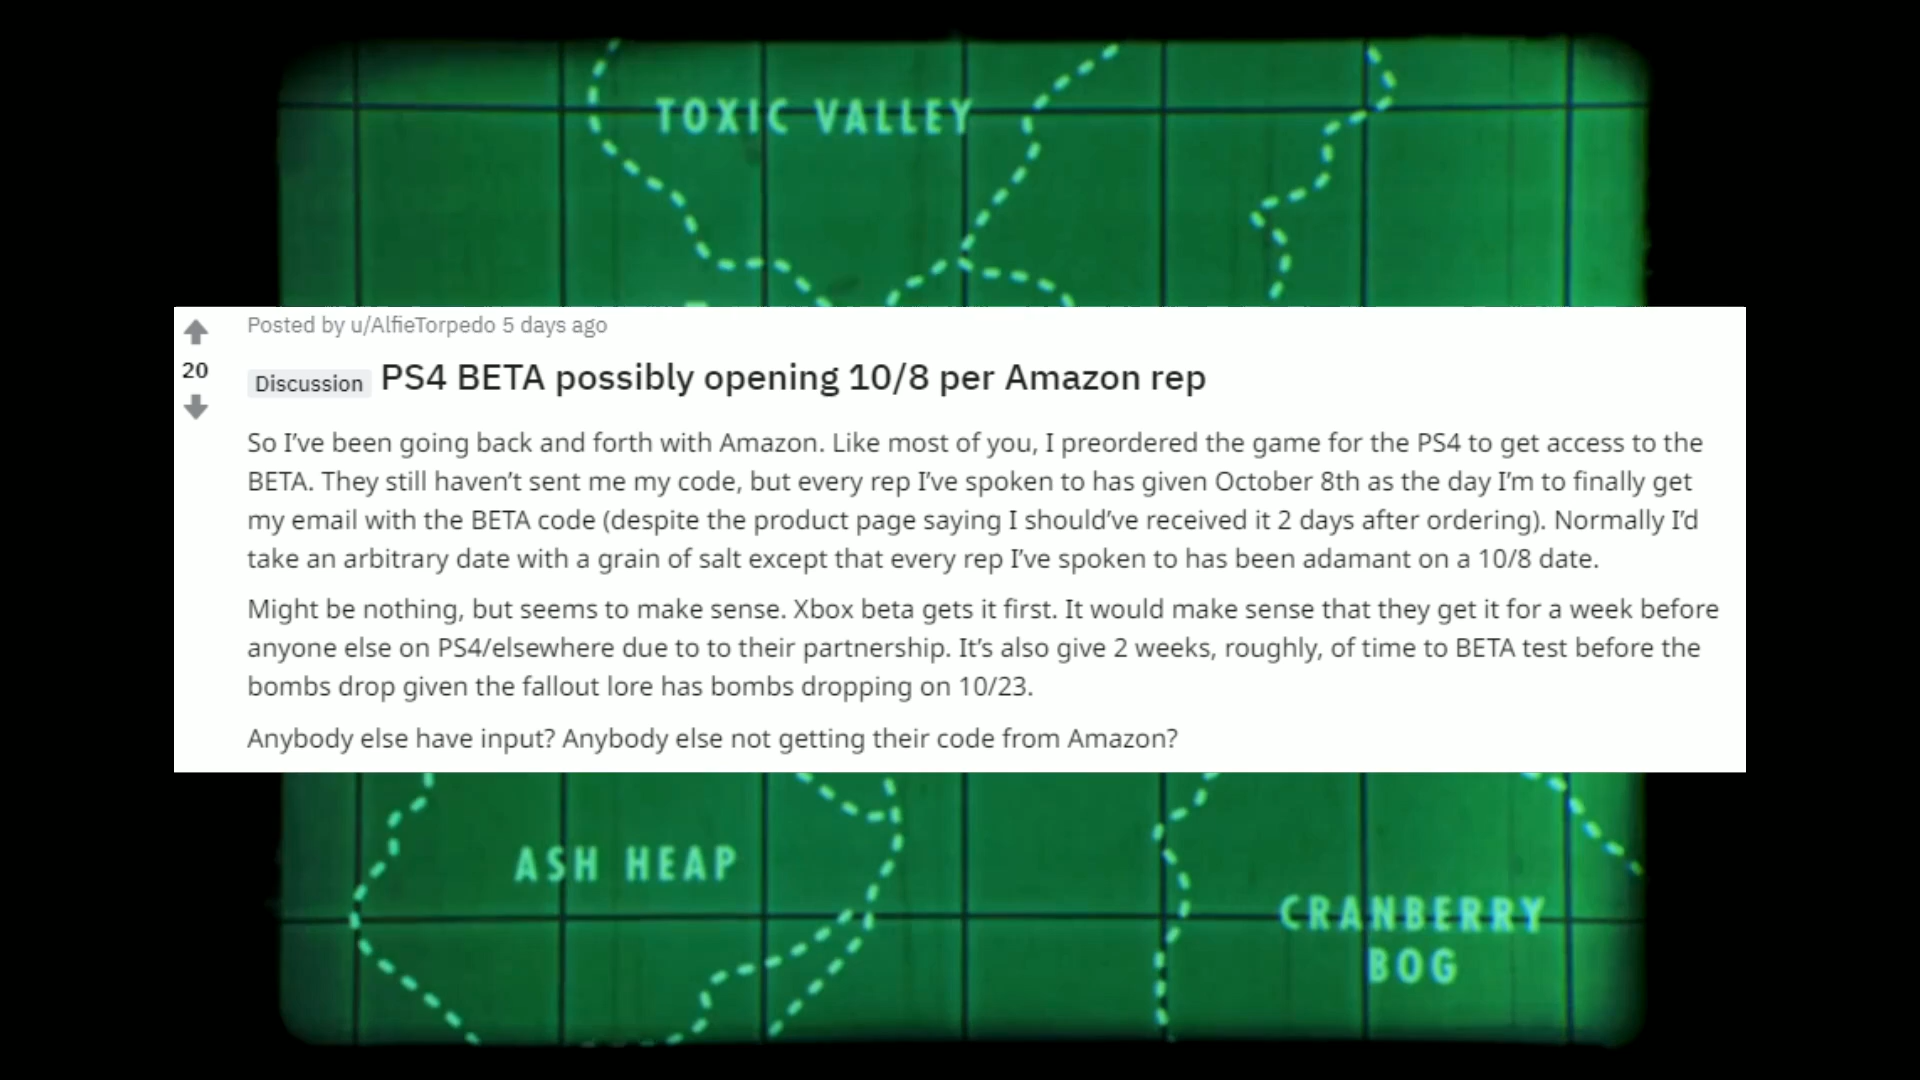 TOXIC VALLEY
Posted by u/AlfieTorpedo 5 days ago
20
Discussion PS4 BETA possibly opening 10/8 per Amazon rep
So I’ve been going back and forth with Amazon. Like most of you, I preordered the game for the PS4 to get access to the
BETA. They still haven’t sent me my code, but every rep I’ve spoken to has given October 8th as the day I’m to finally get
my email with the BETA code (despite the product page saying I should’ve received it 2 days after ordering). Normally I’d
take an arbitrary date with a grain of salt except that every rep I’ve spoken to has been adamant on a 10/8 date.
Might be nothing, but seems to make sense. Xbox beta gets it first. It would make sense that they get it for a week before
anyone else on PS4/elsewhere due to to their partnership. It’s also give 2 weeks, roughly, of time to BETA test before the
bombs drop given the fallout lore has bombs dropping on 10/23.
Anybody else have input? Anybody else not getting their code from Amazon?
ASH HEAP
CRANBERRY
BOG